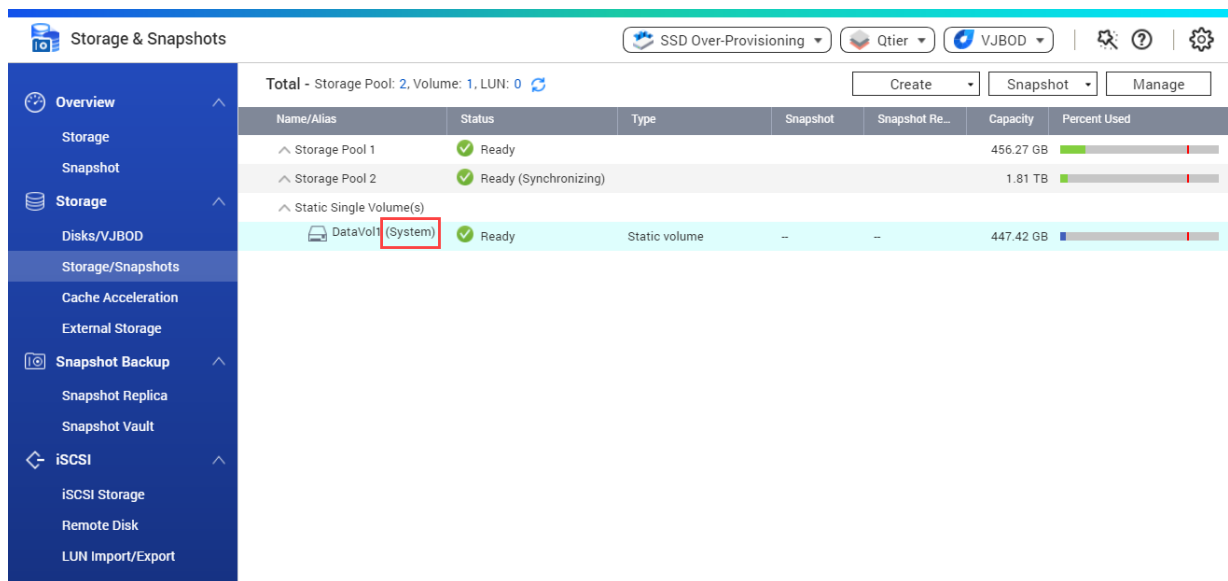 Storage & Snapshots
SSD Over-Provisioning
Qtier
VJBOD
Overview
Storage
Snapshot
Storage
Disks/VJBOD
Storage/Snapshots
Cache Acceleration
External Storage
Snapshot Backup
Snapshot Replica
Snapshot Vault
iSCSI
iSCSI Storage
Remote Disk
LUN Import/Export
Total - Storage Pool: 2, Volume: 1, LUN: 0
Create
Snapshot
Manage
Name/Alias Status Type Snapshot Snapshot Re... Capacity Percent Used
Storage Pool 1 Ready 456.27 GB
Storage Pool 2 Ready (Synchronizing) 1.81 TB
Static Single Volume(s)
DataVol1 (System) Ready Static volume -- -- 447.42 GB